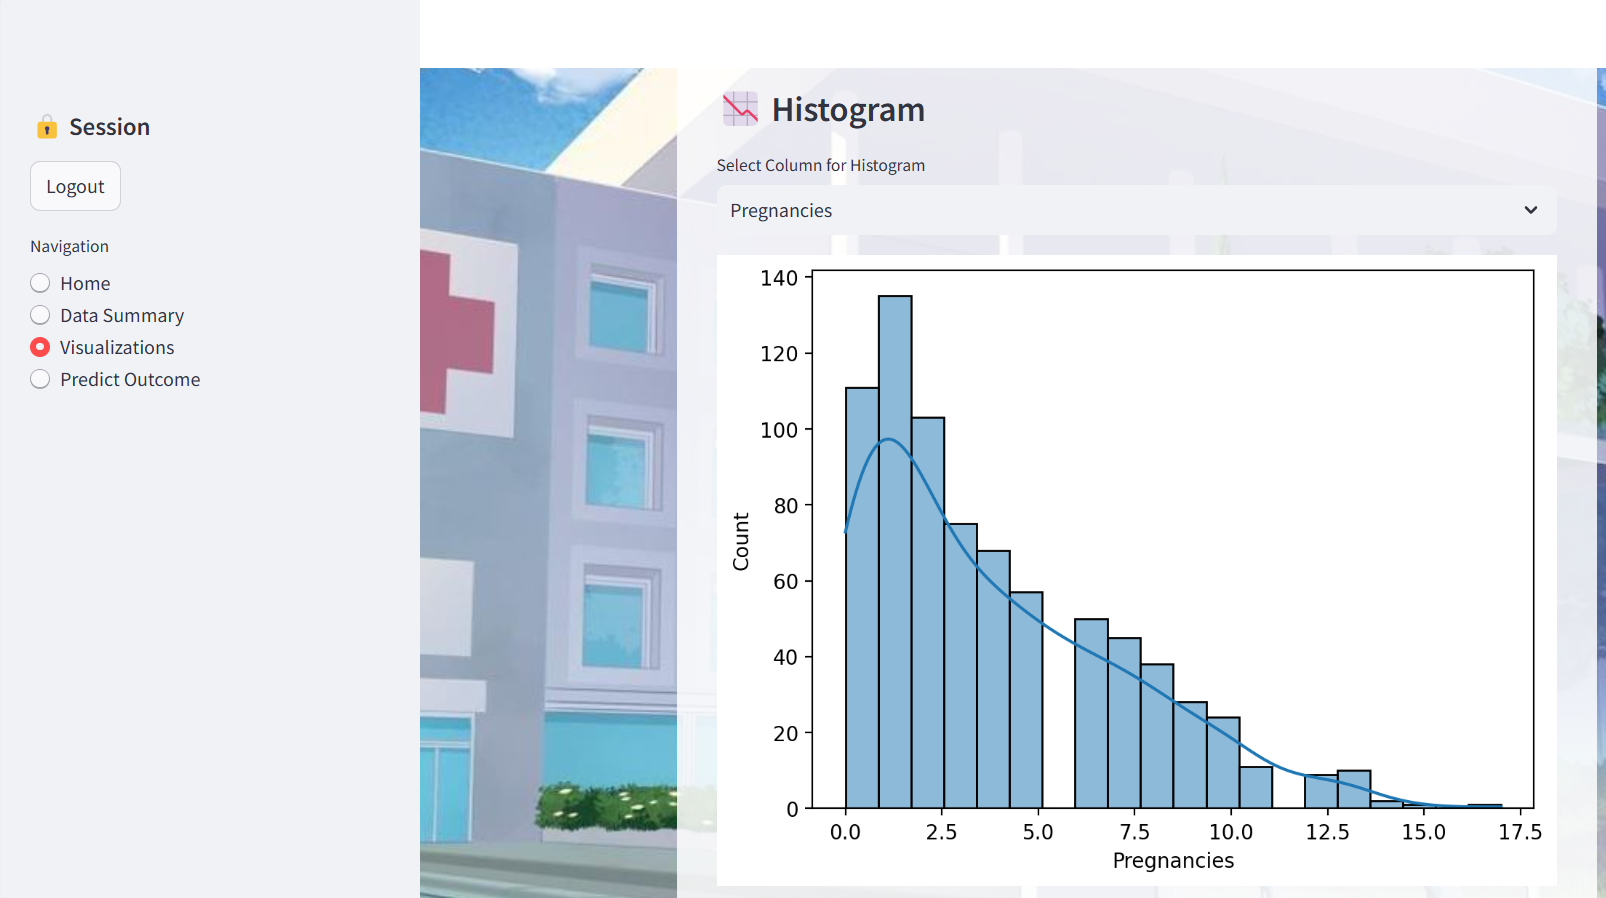 Session
Logout
Navigation
Home
Data Summary
Visualizations
Predict Outcome
Histogram
Select Column for Histogram
Pregnancies
140
120
100
80
60
40
20
0
Count
0.0 2.5 5.0 7.5 10.0 12.5 15.0 17.5
Pregnancies